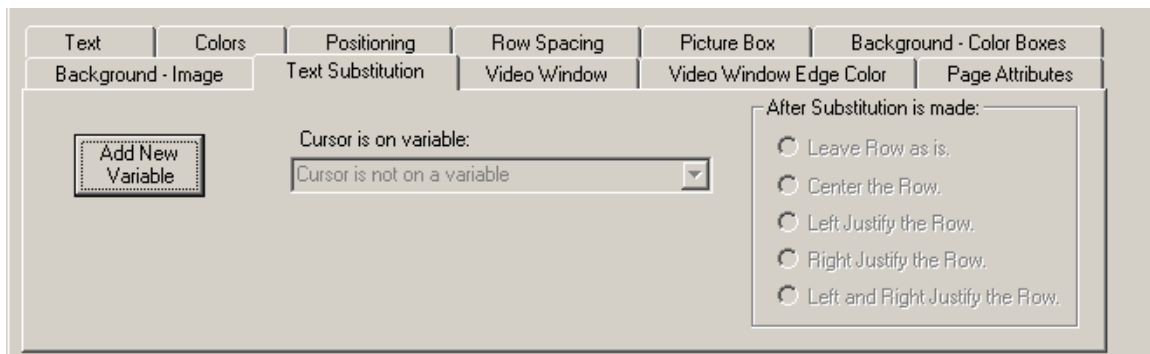 Text Colors Positioning Row Spacing Picture Box Background - Color Boxes
Background - Image Text Substitution Video Window Video Window Edge Color Page Attributes
Add New
Variable
Cursor is on variable:
Cursor is not on a variable
After Substitution is made:
Leave Row as is.
Center the Row.
Left Justify the Row.
Right Justify the Row.
Left and Right Justify the Row.